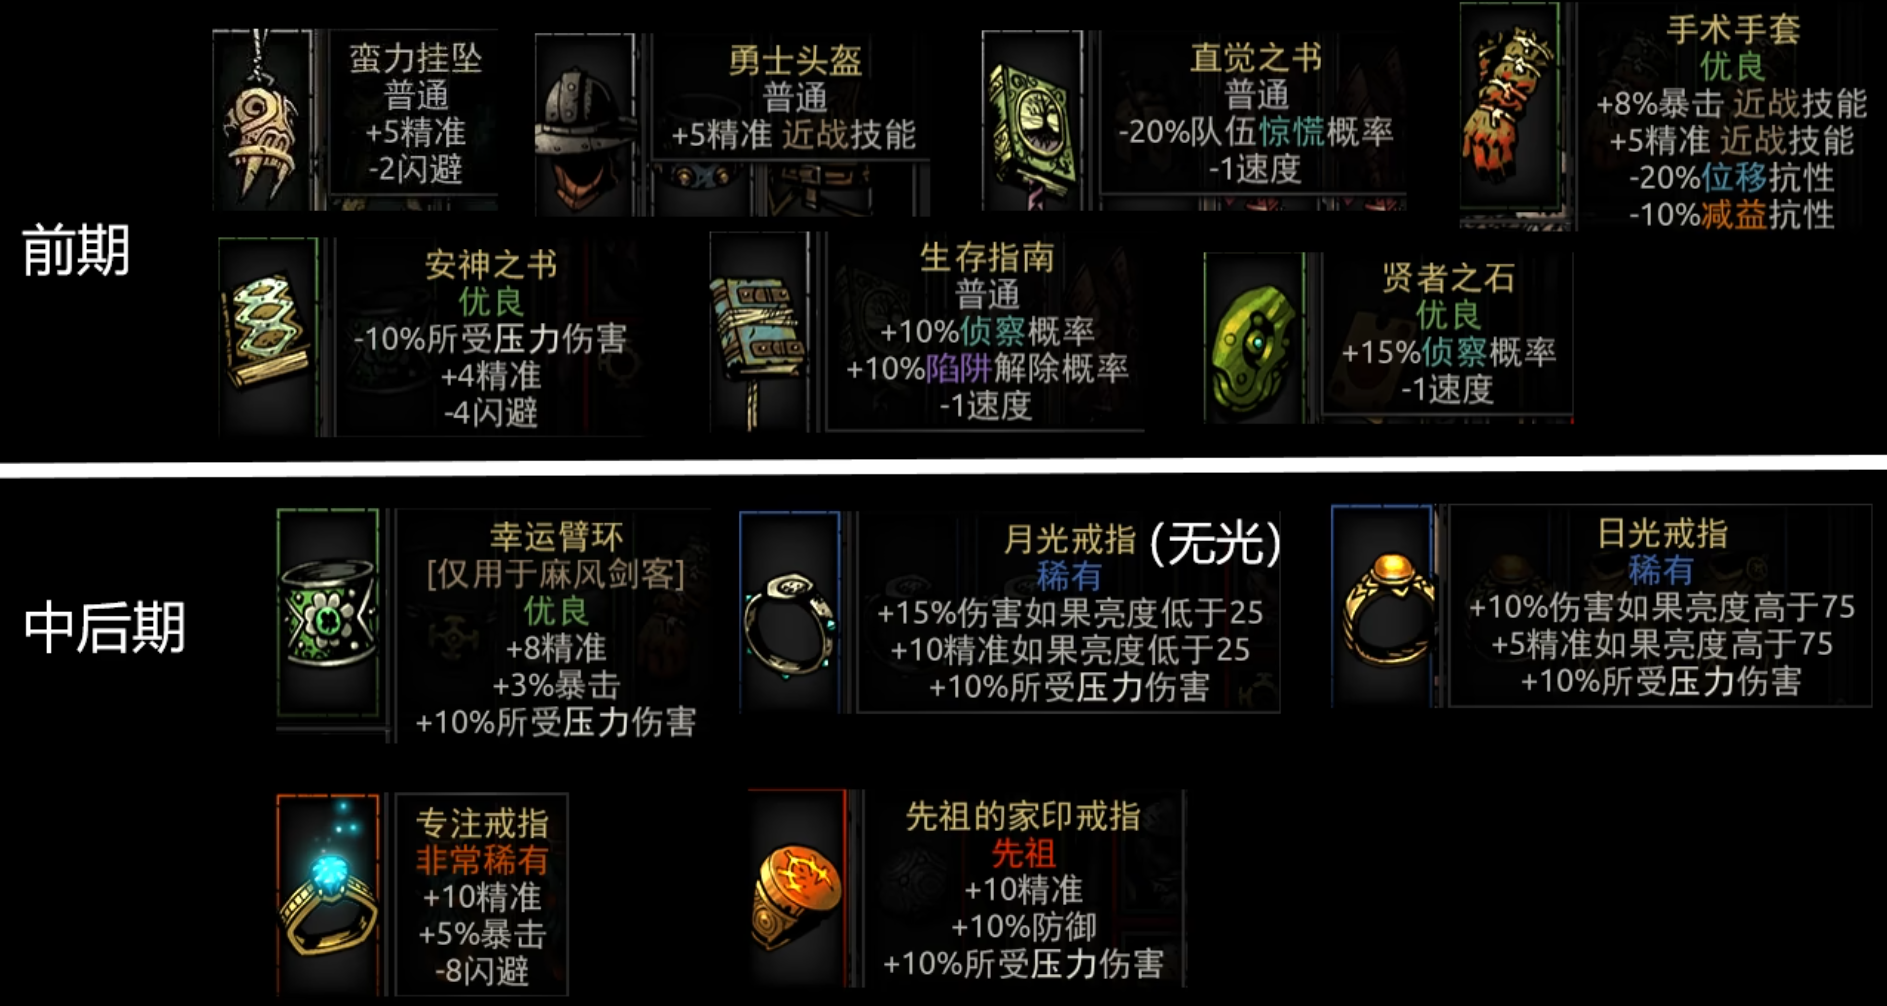 前期
蛮力挂坠
普通
+5精准
-2闪避
勇士头盔
普通
+5精准 近战技能
直觉之书
普通
-20%队伍惊慌概率
-1速度
手术手套
优良
+8%暴击 近战技能
+5精准 近战技能
-20%位移抗性
-10%减益抗性
安神之书
优良
-10%所受压力伤害
+4精准
-4闪避
生存指南
普通
+10%侦察概率
+10%陷阱解除概率
-1速度
贤者之石
优良
+15%侦察概率
-1速度
中后期
幸运臂环
[仅用于麻风剑客]
优良
+8精准
+3%暴击
+10%所受压力伤害
月光戒指 (无光)
稀有
+15%伤害如果亮度低于25
+10精准如果亮度低于25
+10%所受压力伤害
日光戒指
稀有
+10%伤害如果亮度高于75
+5精准如果亮度高于75
+10%所受压力伤害
专注戒指
非常稀有
+10精准
+5%暴击
-8闪避
先祖的家印戒指
先祖
+10精准
+10%防御
+10%所受压力伤害